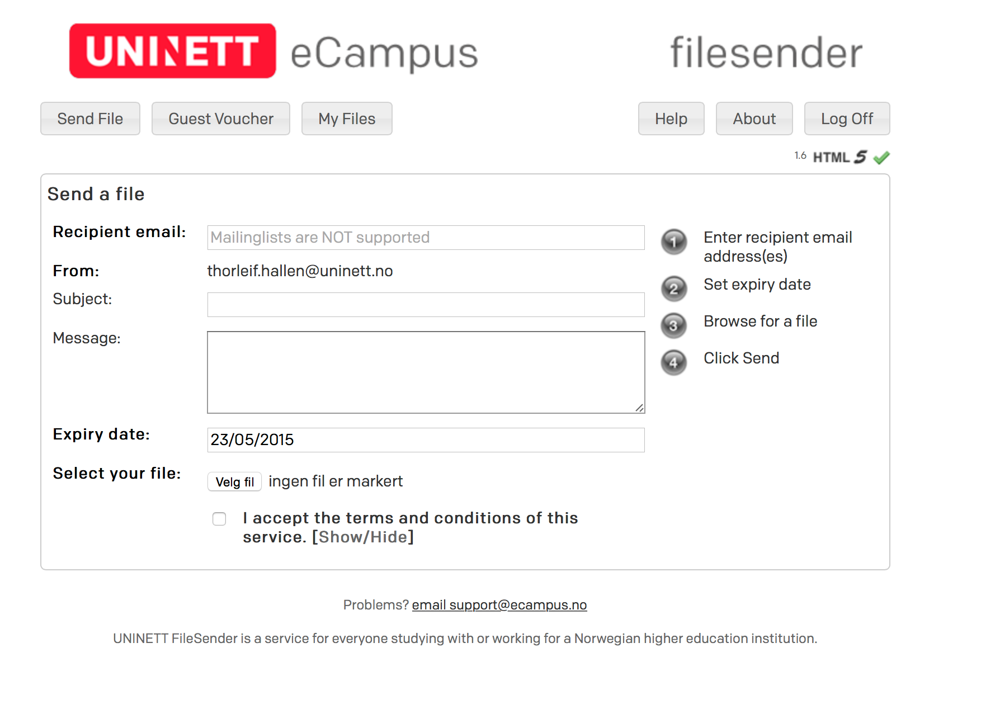 UNINETT eCampus filesender
Send File Guest Voucher My Files Help About Log Off
1.6 HTML 5
Send a file
Recipient email: Mailinglists are NOT supported
From: thorleif.hallen@uninett.no
Subject:
Message:
Expiry date: 23/05/2015
Select your file: Velg fil ingen fil er markert
I accept the terms and conditions of this
service. [Show/Hide]
1 Enter recipient email
address(es)
2 Set expiry date
3 Browse for a file
4 Click Send
Problems? email support@ecampus.no
UNINETT FileSender is a service for everyone studying with or working for a Norwegian higher education institution.